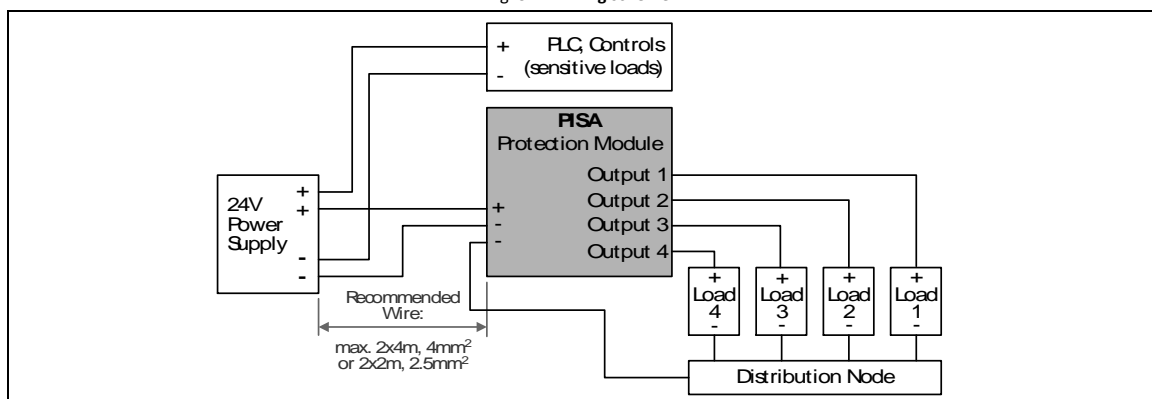 + PLC, Controls
- (sensitive loads)
PISA
Protection Module
Output 1
Output 2
Output 3
Output 4
+
-
-
24V
Power
Supply
+
+
-
-
Recommended
Wire:
max. 2x4m, 4mm²
or 2x2m, 2.5mm²
+
Load
4
-
+
Load
3
-
+
Load
2
-
+
Load
1
-
Distribution Node